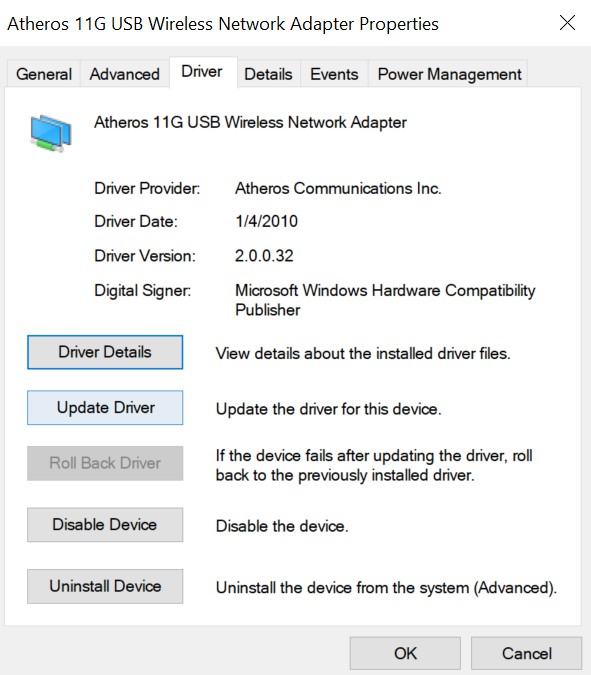 Atheros 11G USB Wireless Network Adapter Properties
General Advanced Driver Details Events Power Management
Atheros 11G USB Wireless Network Adapter
Driver Provider: Atheros Communications Inc.
Driver Date: 1/4/2010
Driver Version: 2.0.0.32
Digital Signer: Microsoft Windows Hardware Compatibility
Publisher
Driver Details View details about the installed driver files.
Update Driver Update the driver for this device.
Roll Back Driver If the device fails after updating the driver, roll
back to the previously installed driver.
Disable Device Disable the device.
Uninstall Device Uninstall the device from the system (Advanced).
OK Cancel